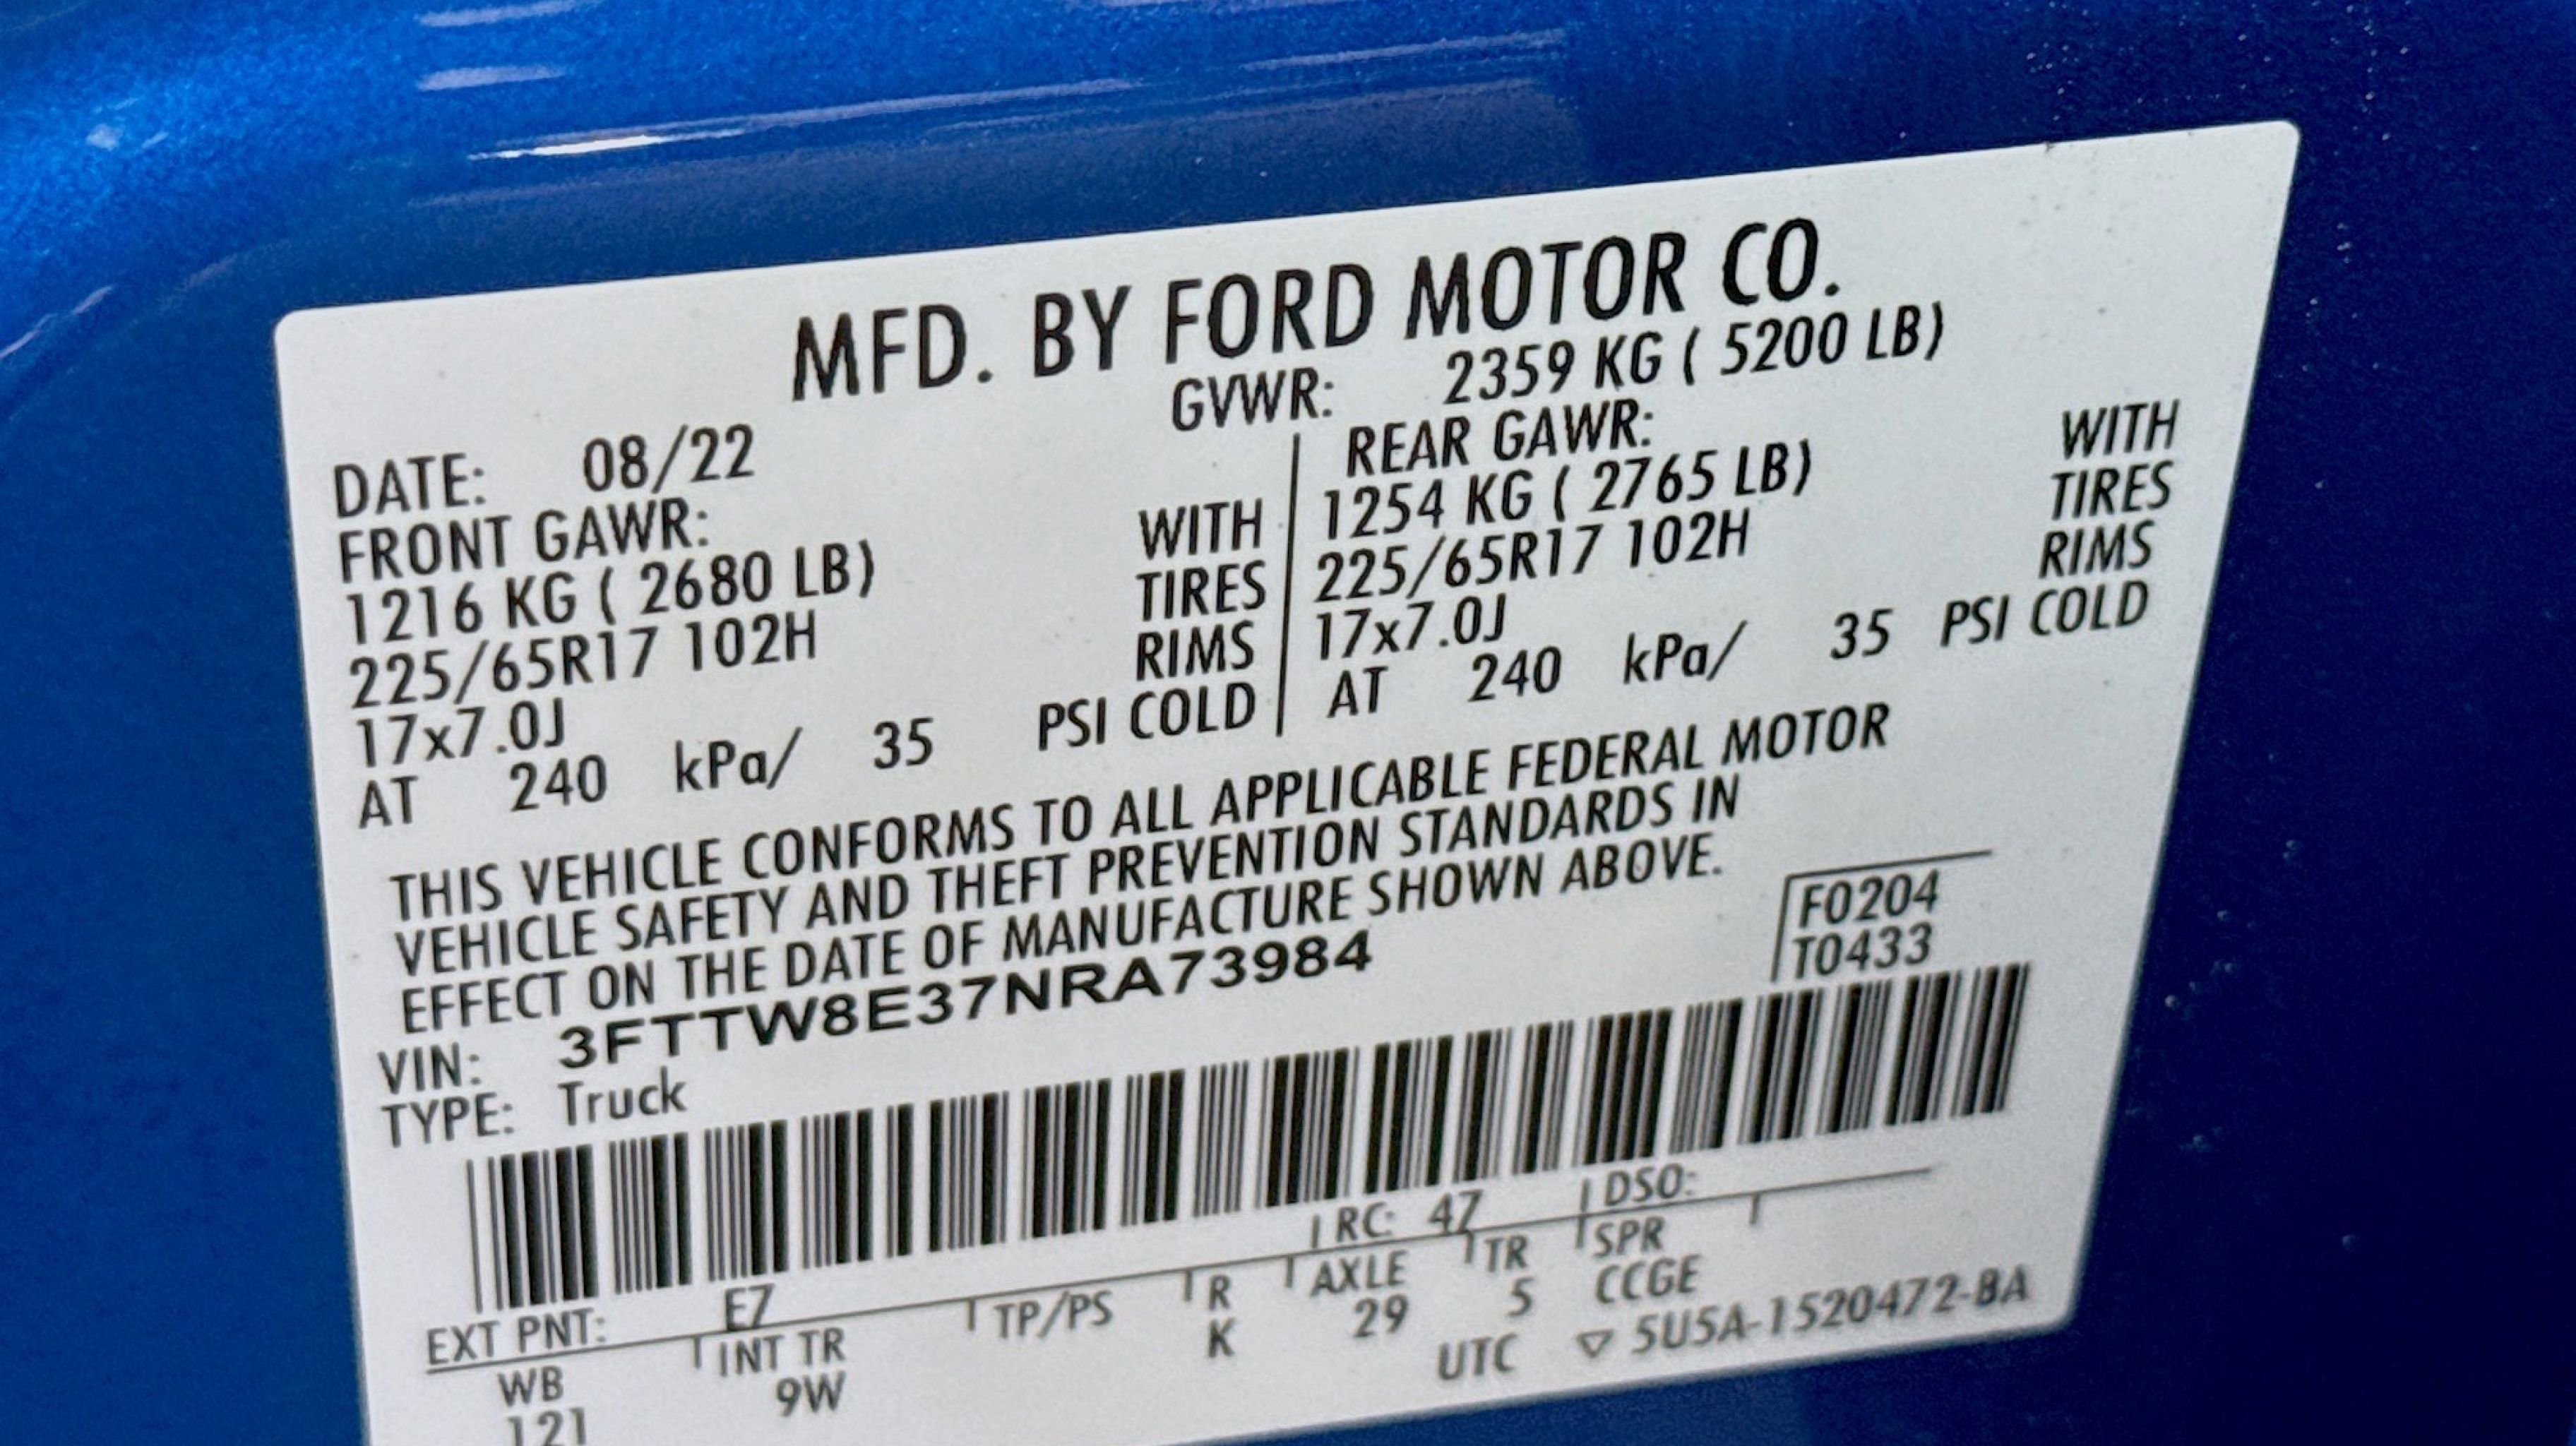 MFD. BY FORD MOTOR CO.
GVWR: 2359 KG ( 5200 LB)
DATE: 08/22
FRONT GAWR:
1216 KG ( 2680 LB) WITH
225/65R17 102H TIRES
17x7.0J RIMS
AT 240 kPa/ 35 PSI COLD
REAR GAWR:
1254 KG ( 2765 LB) WITH
225/65R17 102H TIRES
17x7.0J RIMS
AT 240 kPa/ 35 PSI COLD
THIS VEHICLE CONFORMS TO ALL APPLICABLE FEDERAL MOTOR
VEHICLE SAFETY AND THEFT PREVENTION STANDARDS IN
EFFECT ON THE DATE OF MANUFACTURE SHOWN ABOVE.
F0204
T0433
VIN: 3FTTW8E37NRA73984
TYPE: Truck
EXT PNT: E7 RC: 47 DSO:
WB INT TR TP/PS R AXLE TR SPR
121 9W K 29 5 CCGE
UTC ▽ 5U5A-1520472-BA